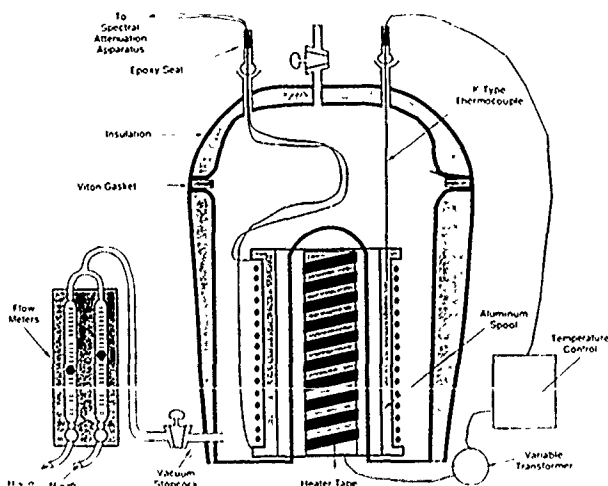 To
Spectral
Attenuation
Apparatus
Epoxy Seal
K Type
Thermocouple
Insulation
Viton Gasket
Flow
Meters
Aluminum
Spool
Temperature
Control
Vacuum
Stopcock
Heater Tape
Variable
Transformer